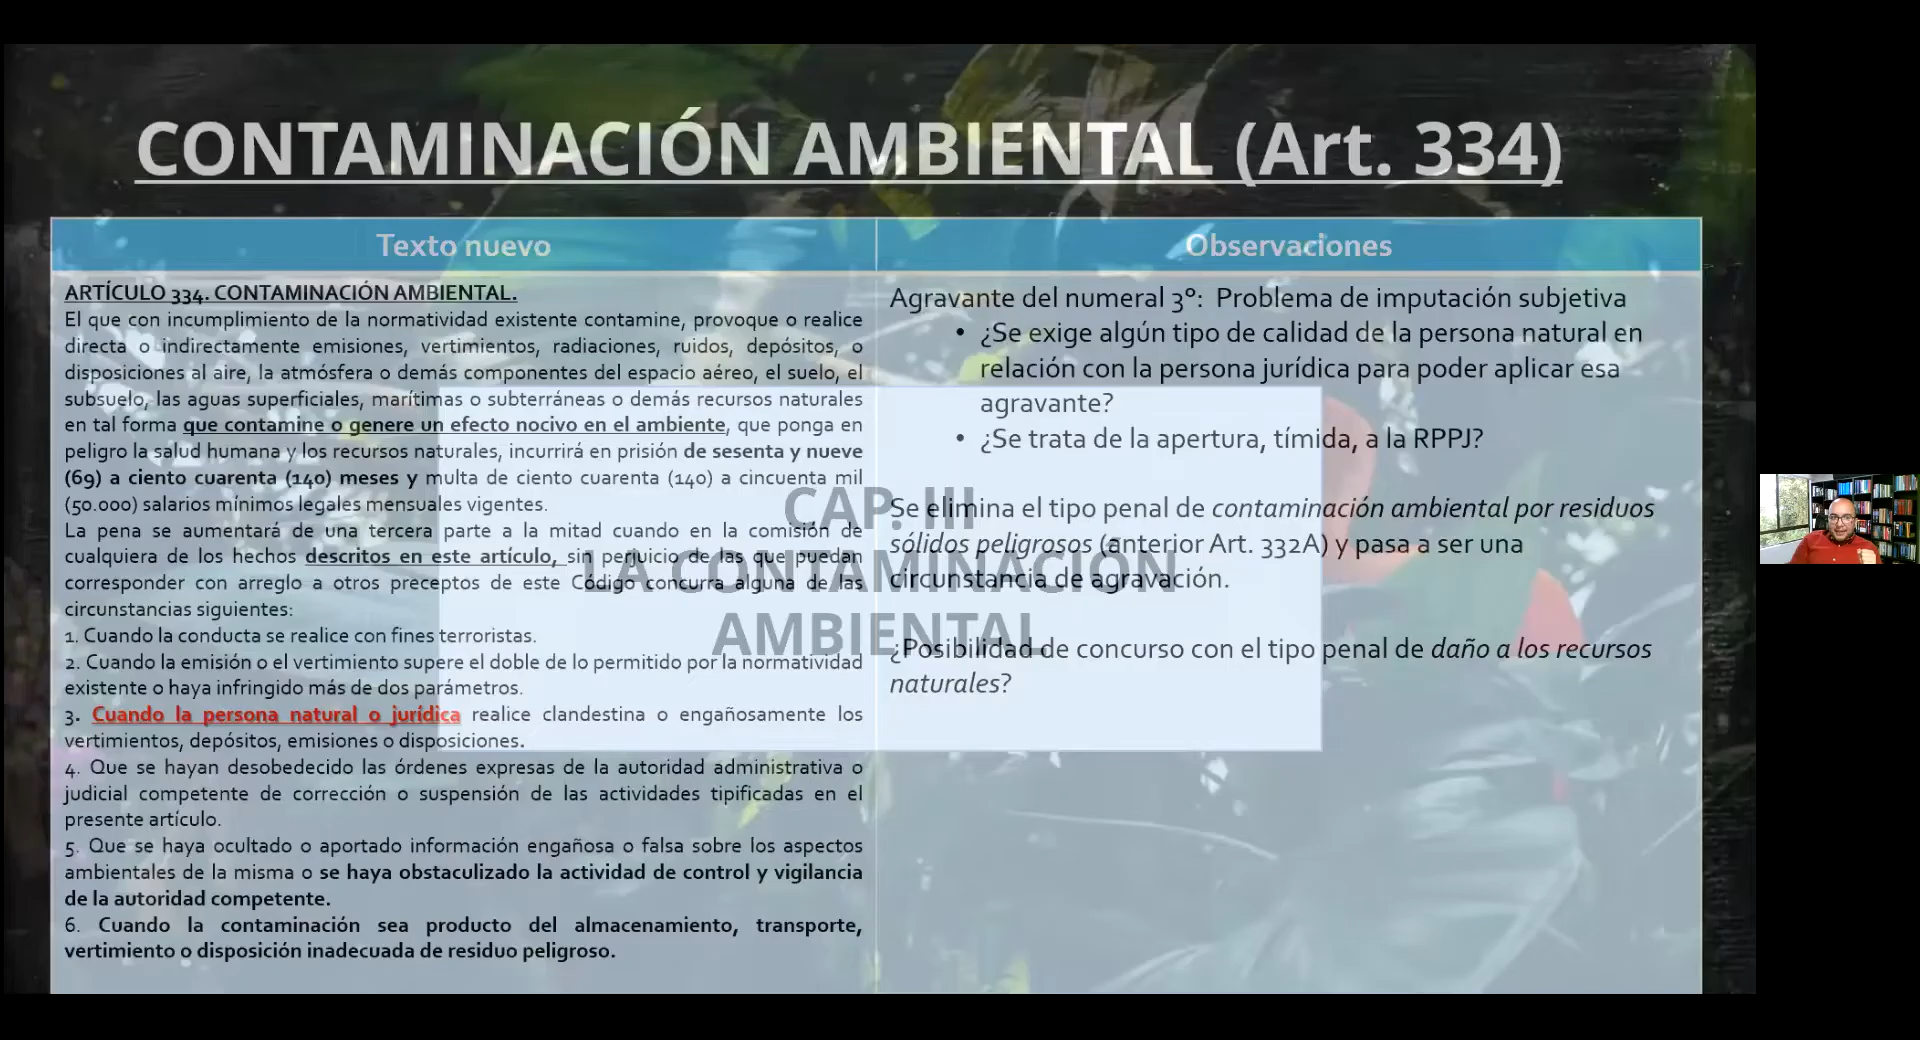 CONTAMINACIÓN AMBIENTAL (Art. 334)
Texto nuevo
Observaciones
ARTÍCULO 334. CONTAMINACIÓN AMBIENTAL.
El que con incumplimiento de la normatividad existente contamine, provoque o realice
directa o indirectamente emisiones, vertimientos, radiaciones, ruidos, depósitos, o
disposiciones al aire, la atmósfera o demás componentes del espacio aéreo, el suelo, el
subsuelo, las aguas superficiales, marítimas o subterráneas o demás recursos naturales
en tal forma que contamine o genere un efecto nocivo en el ambiente, que ponga en
peligro la salud humana y los recursos naturales, incurrirá en prisión de sesenta y nueve
(69) a ciento cuarenta (140) meses y multa de ciento cuarenta (140) a cincuenta mil
(50.000) salarios mínimos legales mensuales vigentes.
La pena se aumentará de una tercera parte a la mitad cuando en la comisión de
cualquiera de los hechos descritos en este artículo, sin perjuicio de las que puedan
corresponder con arreglo a otros preceptos de este Código concurra alguna de las
circunstancias siguientes:
1. Cuando la conducta se realice con fines terroristas.
2. Cuando la emisión o el vertimiento supere el doble de lo permitido por la normatividad
existente o haya infringido más de dos parámetros.
3. Cuando la persona natural o jurídica realice clandestina o engañosamente los
vertimientos, depósitos, emisiones o disposiciones.
4. Que se hayan desobedecido las órdenes expresas de la autoridad administrativa o
judicial competente de corrección o suspensión de las actividades tipificadas en el
presente artículo.
5. Que se haya ocultado o aportado información engañosa o falsa sobre los aspectos
ambientales de la misma o se haya obstaculizado la actividad de control y vigilancia
de la autoridad competente.
6. Cuando la contaminación sea producto del almacenamiento, transporte,
vertimiento o disposición inadecuada de residuo peligroso.
Agravante del numeral 3°: Problema de imputación subjetiva
• ¿Se exige algún tipo de calidad de la persona natural en
relación con la persona jurídica para poder aplicar esa
agravante?
• ¿Se trata de la apertura, tímida, a la RPPJ?
Se elimina el tipo penal de contaminación ambiental por residuos
sólidos peligrosos (anterior Art. 332A) y pasa a ser una
circunstancia de agravación.
¿Posibilidad de concurso con el tipo penal de daño a los recursos
naturales?
CAP. III
LA CONTAMINACIÓN
AMBIENTAL